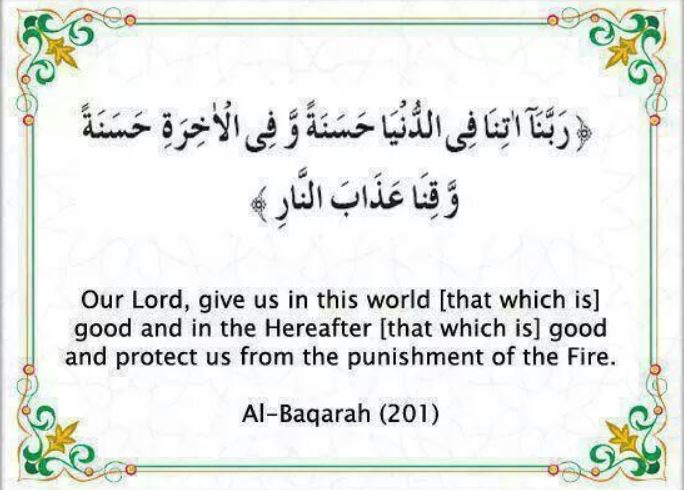 ﴿ رَبَّنَآ اٰتِنَا فِی الدُّنْیَا حَسَنَةً وَّ فِی الْاٰخِرَةِ حَسَنَةً
وَّ قِنَا عَذَابَ النَّارِ ﴾
Our Lord, give us in this world [that which is]
good and in the Hereafter [that which is] good
and protect us from the punishment of the Fire.
Al-Baqarah (201)